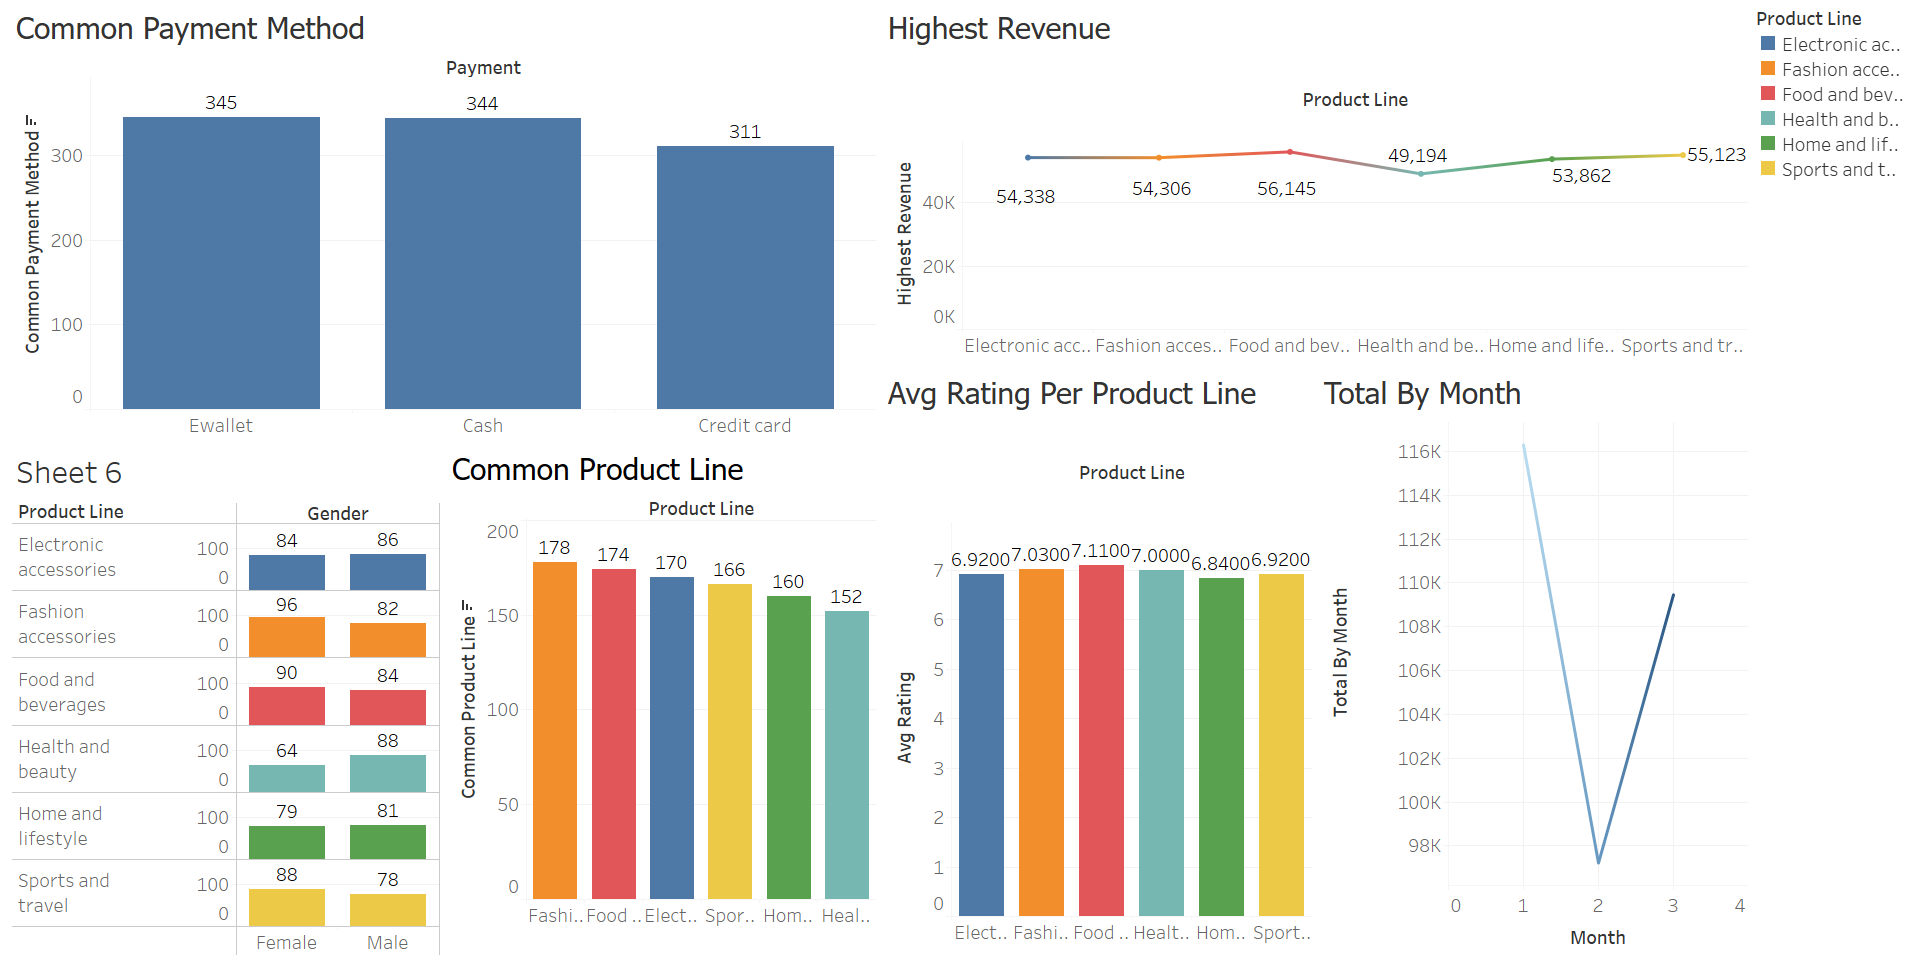 Common Payment Method
Payment
Common Payment Method
345
344
311
300
200
100
0
Ewallet
Cash
Credit card
Highest Revenue
Product Line
Highest Revenue
54,338
54,306
56,145
49,194
53,862
55,123
40K
20K
0K
Electronic acc..
Fashion acces..
Food and bev..
Health and be..
Home and life..
Sports and tr..
Product Line
Electronic ac..
Fashion acce..
Food and bev..
Health and b..
Home and lif..
Sports and t..
Sheet 6
Product Line
Gender
Electronic
accessories
100
0
84
86
Fashion
accessories
100
0
96
82
Food and
beverages
100
0
90
84
Health and
beauty
100
0
64
88
Home and
lifestyle
100
0
79
81
Sports and
travel
100
0
88
78
Female
Male
Common Product Line
Product Line
Common Product Line
200
150
100
50
0
178
174
170
166
160
152
Fashi..
Food ..
Elect..
Spor..
Hom..
Heal..
Avg Rating Per Product Line
Product Line
Avg Rating
7
6
5
4
3
2
1
0
6.9200
7.0300
7.1100
7.0000
6.8400
6.9200
Elect..
Fashi..
Food ..
Healt..
Hom..
Sport..
Total By Month
Total By Month
116K
114K
112K
110K
108K
106K
104K
102K
100K
98K
0
1
2
3
4
Month